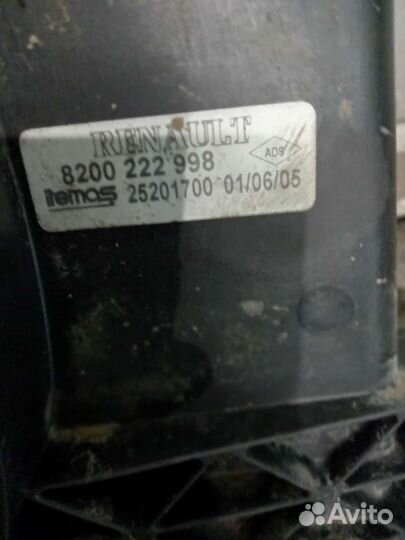 RENAULT
8200 222 998
ADS
itemas 25201700 01/06/05
Avito